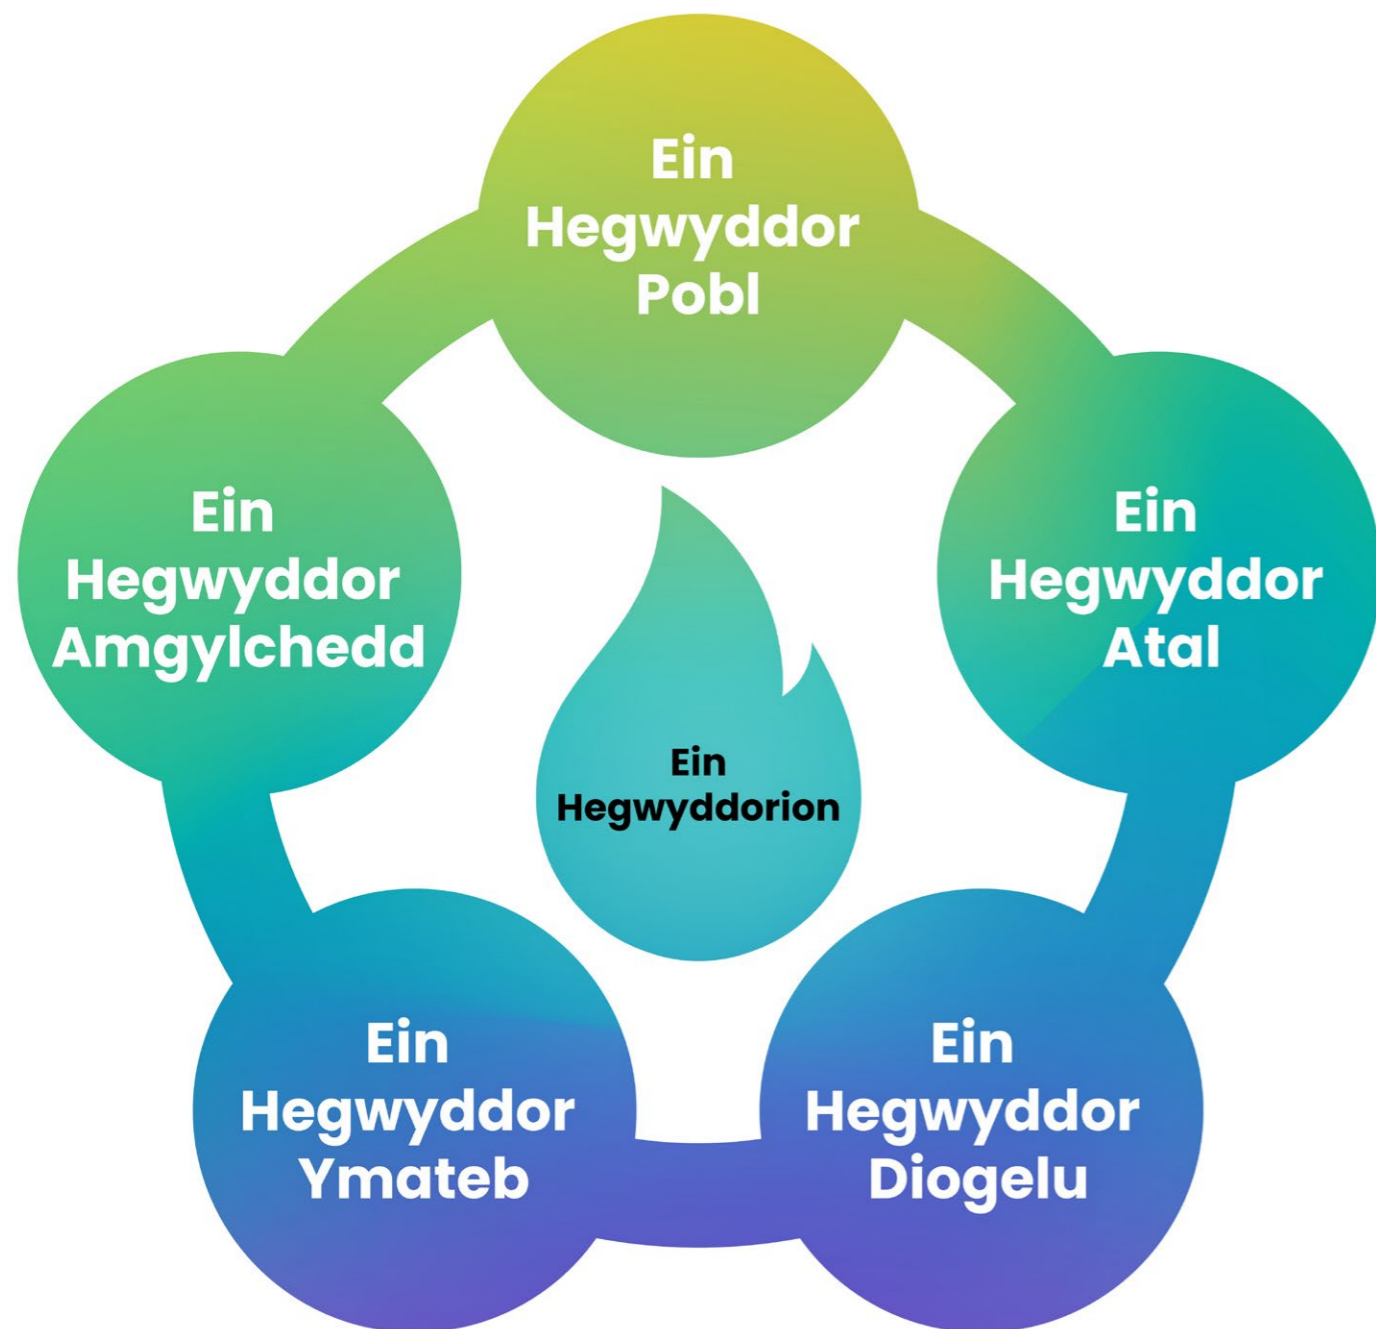 Ein
Hegwyddor
Pobl
Ein
Hegwyddor
Atal
Ein
Hegwyddor
Diogelu
Ein
Hegwyddor
Ymateb
Ein
Hegwyddor
Amgylchedd
Ein
Hegwyddorion